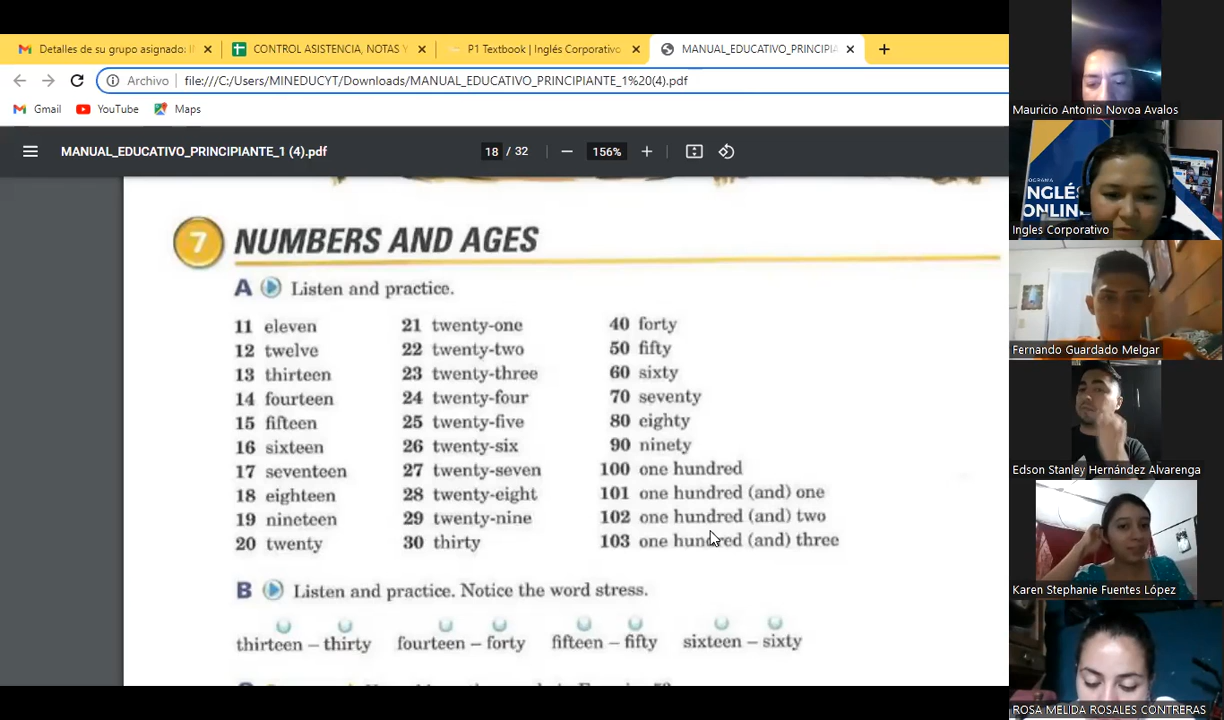 Detalles de su grupo asignado: I
CONTROL ASISTENCIA, NOTAS Y
P1 Textbook | Inglés Corporativo
MANUAL_EDUCATIVO_PRINCIPIA
Archivo
file:///C:/Users/MINEDUCYT/Downloads/MANUAL_EDUCATIVO_PRINCIPIANTE_1%20(4).pdf
Gmail
YouTube
Maps
MANUAL_EDUCATIVO_PRINCIPIANTE_1 (4).pdf
18 / 32
156%
7 NUMBERS AND AGES
A Listen and practice.
11 eleven
12 twelve
13 thirteen
14 fourteen
15 fifteen
16 sixteen
17 seventeen
18 eighteen
19 nineteen
20 twenty
21 twenty-one
22 twenty-two
23 twenty-three
24 twenty-four
25 twenty-five
26 twenty-six
27 twenty-seven
28 twenty-eight
29 twenty-nine
30 thirty
40 forty
50 fifty
60 sixty
70 seventy
80 eighty
90 ninety
100 one hundred
101 one hundred (and) one
102 one hundred (and) two
103 one hundred (and) three
B Listen and practice. Notice the word stress.
thirteen – thirty fourteen – forty fifteen – fifty sixteen – sixty
Mauricio Antonio Novoa Avalos
INGLÉS
ONLIN
Ingles Corporativo
Fernando Guardado Melgar
Edson Stanley Hernández Alvarenga
Karen Stephanie Fuentes López
ROSA MELIDA ROSALES CONTRERAS